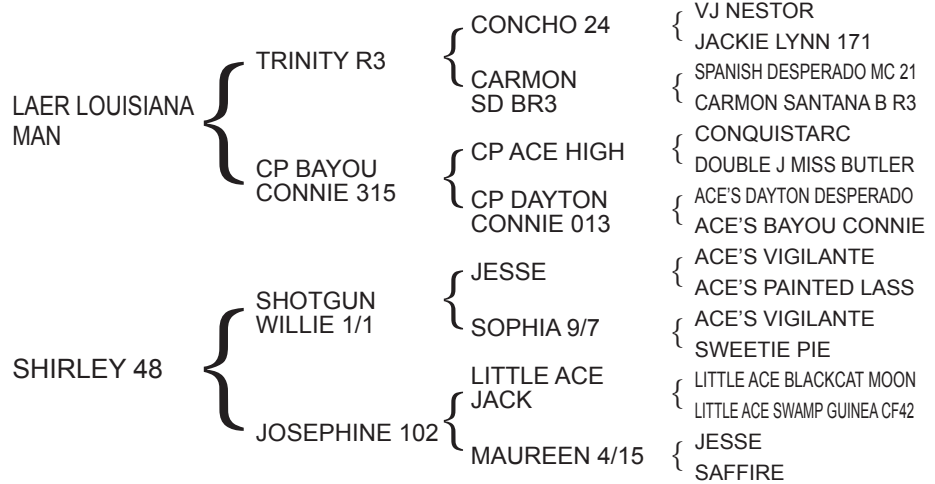 LAER LOUISIANA
MAN
TRINITY R3
CONCHO 24
VJ NESTOR
JACKIE LYNN 171
CARMON
SD BR3
SPANISH DESPERADO MC 21
CARMON SANTANA B R3
CP BAYOU
CONNIE 315
CP ACE HIGH
CONQUISTARC
DOUBLE J MISS BUTLER
CP DAYTON
CONNIE 013
ACE'S DAYTON DESPERADO
ACE'S BAYOU CONNIE
SHIRLEY 48
SHOTGUN
WILLIE 1/1
JESSE
ACE'S VIGILANTE
ACE'S PAINTED LASS
SOPHIA 9/7
ACE'S VIGILANTE
SWEETIE PIE
JOSEPHINE 102
LITTLE ACE
JACK
LITTLE ACE BLACKCAT MOON
LITTLE ACE SWAMP GUINEA CF42
MAUREEN 4/15
JESSE
SAFFIRE